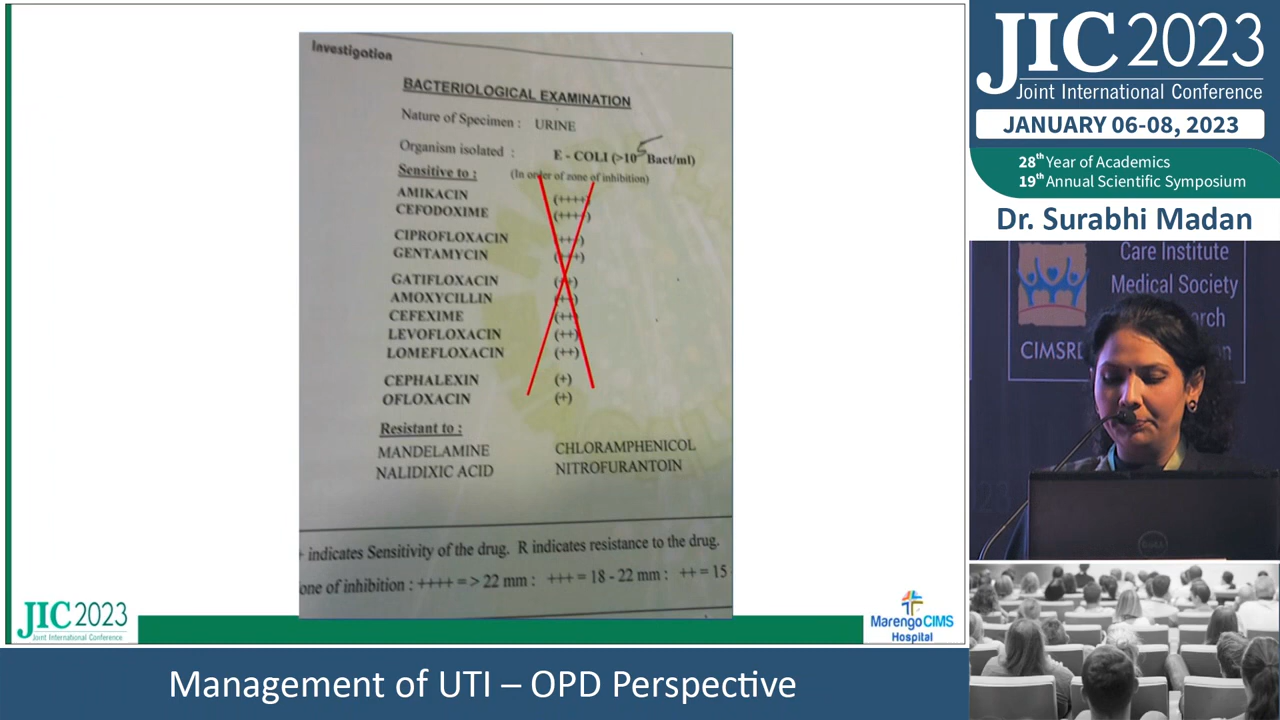 Investigation
BACTERIOLOGICAL EXAMINATION
Nature of Specimen : URINE
Organism isolated : E - COLI (>10⁵ Bact/ml)
Sensitive to : (In order of zone of inhibition)
AMIKACIN (++++)
CEFODOXIME (++++)
CIPROFLOXACIN (+++)
GENTAMYCIN (+++)
GATIFLOXACIN (++)
AMOXYCILLIN (++)
CEFEXIME (++)
LEVOFLOXACIN (++)
LOMEFLOXACIN (++)
CEPHALEXIN (+)
OFLOXACIN (+)
Resistant to :
MANDELAMINE CHLORAMPHENICOL
NALIDIXIC ACID NITROFURANTOIN
+ indicates Sensitivity of the drug. R indicates resistance to the drug.
one of inhibition : ++++ = > 22 mm : +++ = 18 - 22 mm : ++ = 15
JIC 2023
Joint International Conference
MarengoCIMS
Hospital
Management of UTI – OPD Perspective
JIC 2023
Joint International Conference
JANUARY 06-08, 2023
28th Year of Academics
19th Annual Scientific Symposium
Dr. Surabhi Madan
Care Institute
Medical Society
CIMSR